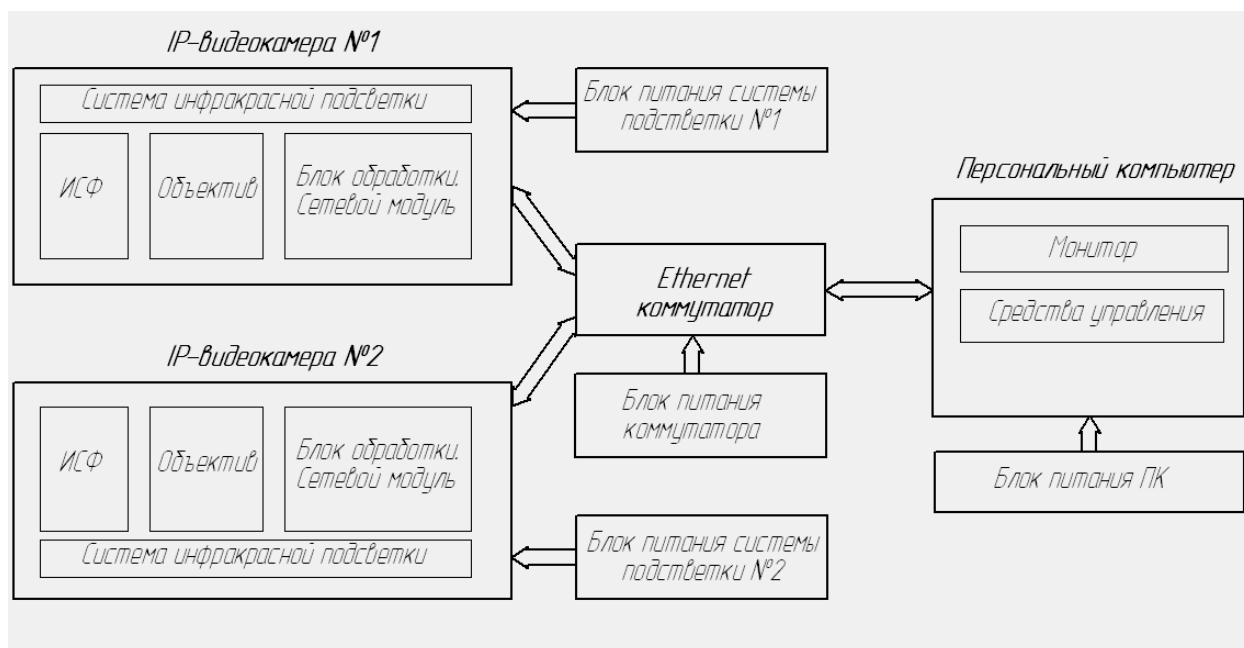 IP-видеокамера №1
Система инфракрасной подсветки
ИСФ
Объектив
Блок обработки.
Сетевой модуль
Блок питания системы
подстветки №1
Персональный компьютер
Монитор
Средства управления
Ethernet
коммутатор
IP-видеокамера №2
ИСФ
Объектив
Блок обработки.
Сетевой модуль
Система инфракрасной подсветки
Блок питания
коммутатора
Блок питания ПК
Блок питания системы
подстветки №2